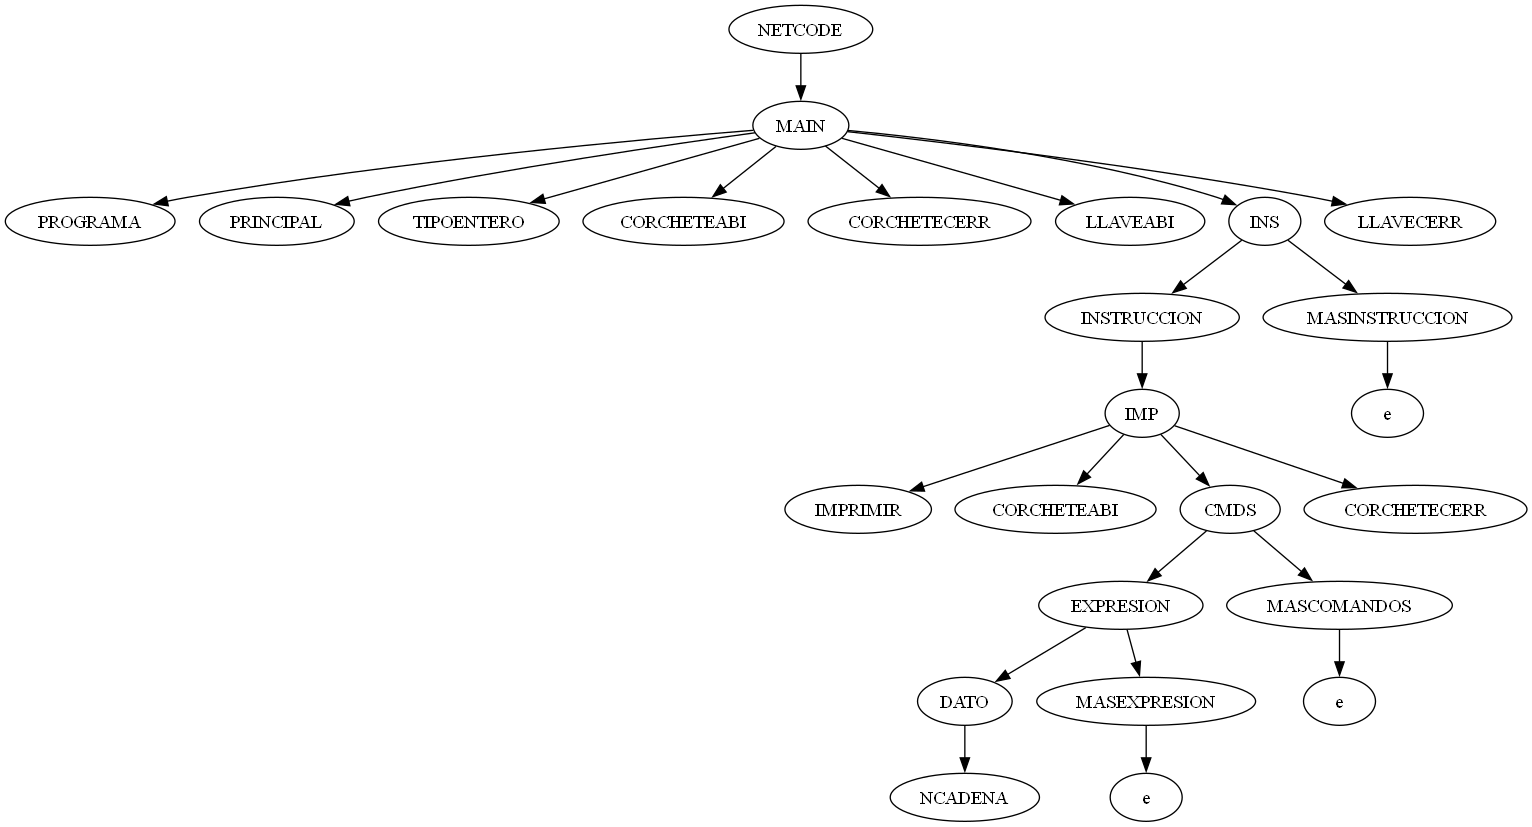 NETCODE
MAIN
PROGRAMA PRINCIPAL TIPOENTERO CORCHETEABI CORCHETECERR LLAVEABI INS LLAVECERR
INSTRUCCION MASINSTRUCCION
IMP e
IMPRIMIR CORCHETEABI CMDS CORCHETECERR
EXPRESION MASCOMANDOS
DATO MASEXPRESION e
NCADENA e